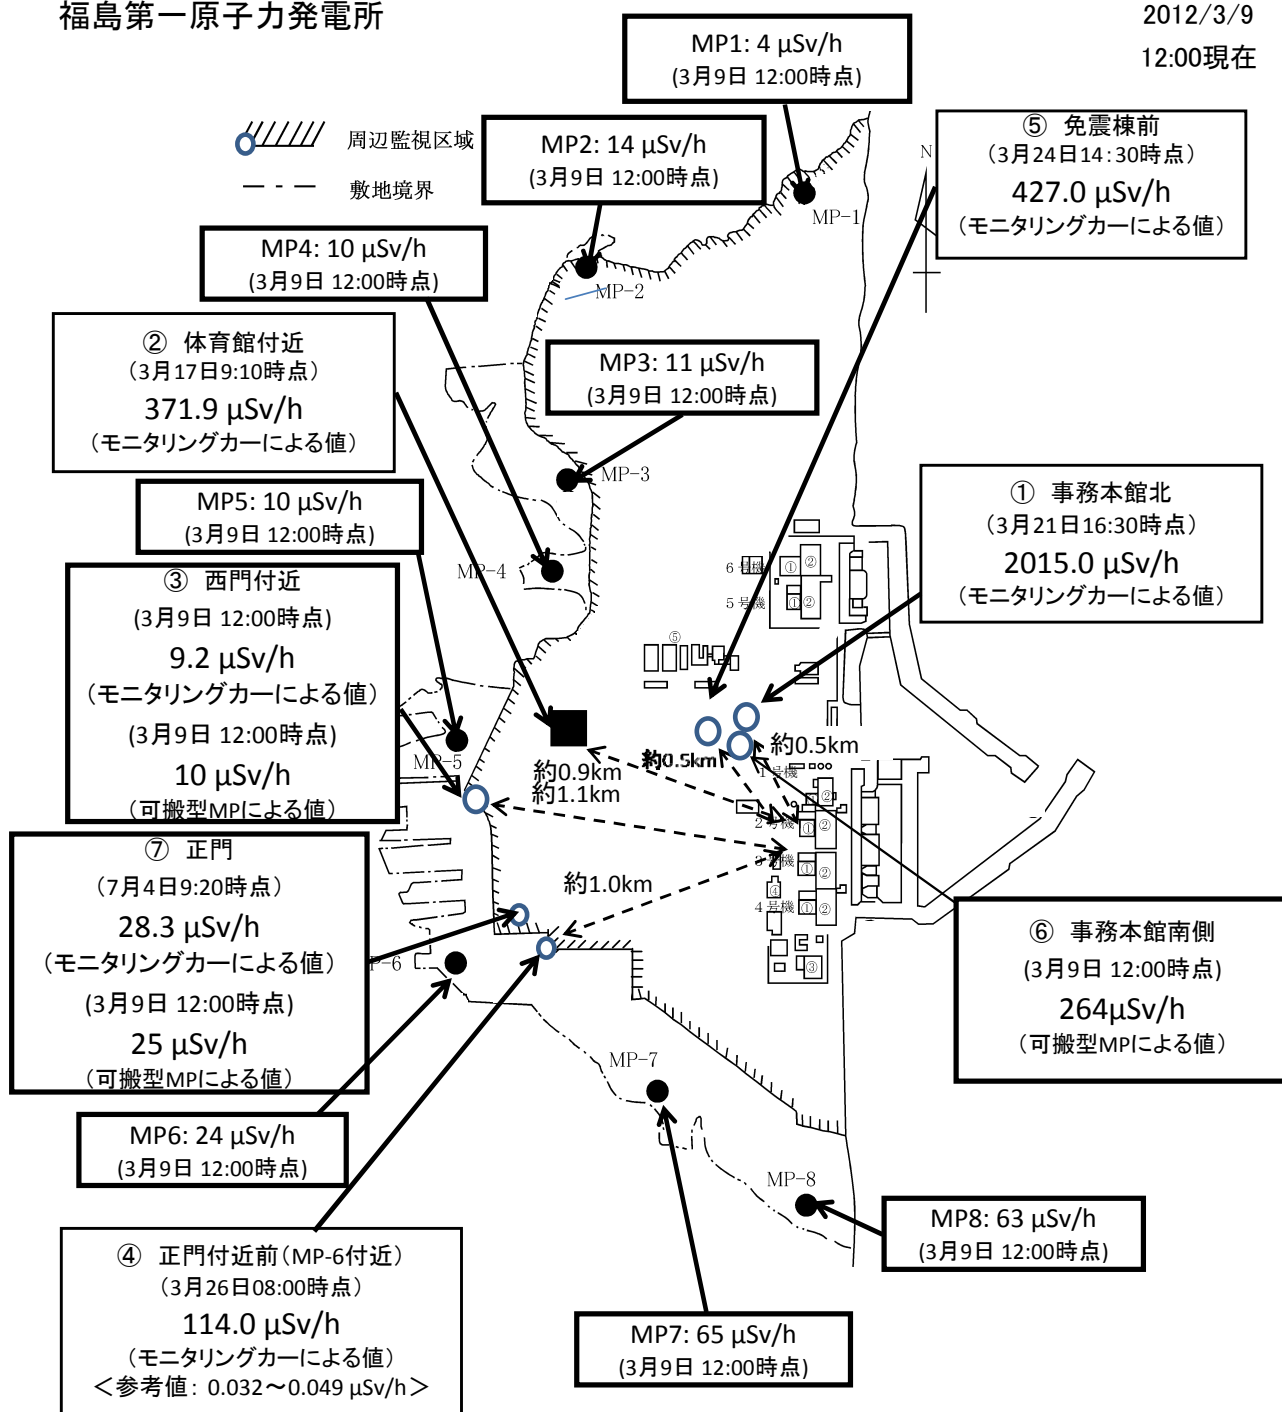 福島第一原子力発電所
2012/3/9
12:00現在
MP1: 4 μSv/h
(3月9日 12:00時点)
周辺監視区域
敷地境界
MP2: 14 μSv/h
(3月9日 12:00時点)
⑤ 免震棟前
(3月24日14:30時点)
427.0 μSv/h
(モニタリングカーによる値)
N
MP-1
MP4: 10 μSv/h
(3月9日 12:00時点)
MP-2
② 体育館付近
(3月17日9:10時点)
371.9 μSv/h
(モニタリングカーによる値)
MP3: 11 μSv/h
(3月9日 12:00時点)
MP-3
MP5: 10 μSv/h
(3月9日 12:00時点)
① 事務本館北
(3月21日16:30時点)
2015.0 μSv/h
(モニタリングカーによる値)
MP-4
6号機
① ②
5号機
① ②
⑤
③ 西門付近
(3月9日 12:00時点)
9.2 μSv/h
(モニタリングカーによる値)
(3月9日 12:00時点)
10 μSv/h
(可搬型MPによる値)
MP-5
約0.9km
約1.1km
約0.5km
約0.5km
1号機
②
2号機
① ②
3号機
① ②
④
4号機
① ②
③
約1.0km
⑦ 正門
(7月4日9:20時点)
28.3 μSv/h
(モニタリングカーによる値)
(3月9日 12:00時点)
25 μSv/h
(可搬型MPによる値)
P-6
⑥ 事務本館南側
(3月9日 12:00時点)
264μSv/h
(可搬型MPによる値)
MP-7
MP6: 24 μSv/h
(3月9日 12:00時点)
MP-8
MP8: 63 μSv/h
(3月9日 12:00時点)
④ 正門付近前(MP-6付近)
(3月26日08:00時点)
114.0 μSv/h
(モニタリングカーによる値)
<参考値: 0.032~0.049 μSv/h>
MP7: 65 μSv/h
(3月9日 12:00時点)